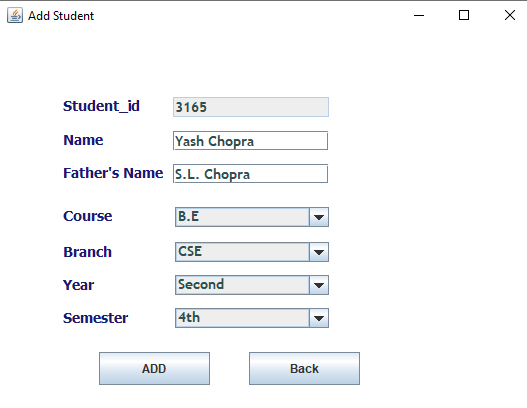 Add Student
Student_id 3165
Name Yash Chopra
Father's Name S.L. Chopra
Course B.E
Branch CSE
Year Second
Semester 4th
ADD Back